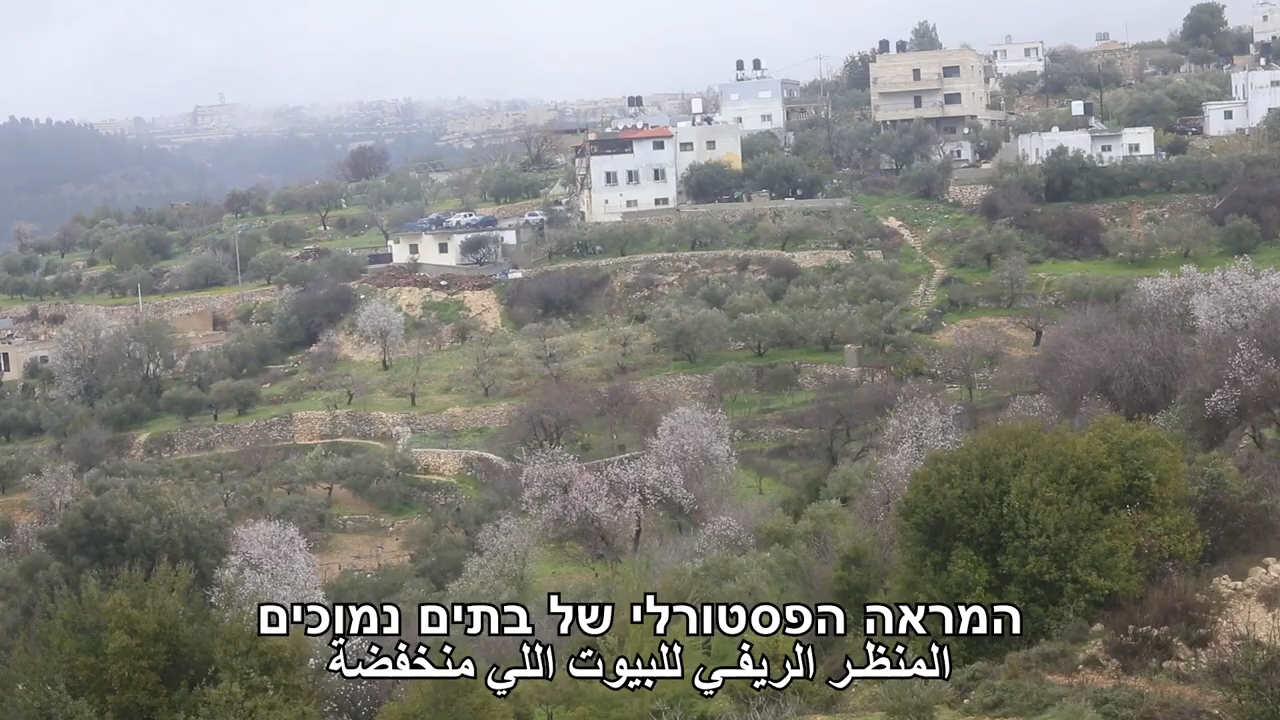 המראה הפסטורלי של בתים נמוכים
المنظر الريفي للبيوت اللي منخفضة